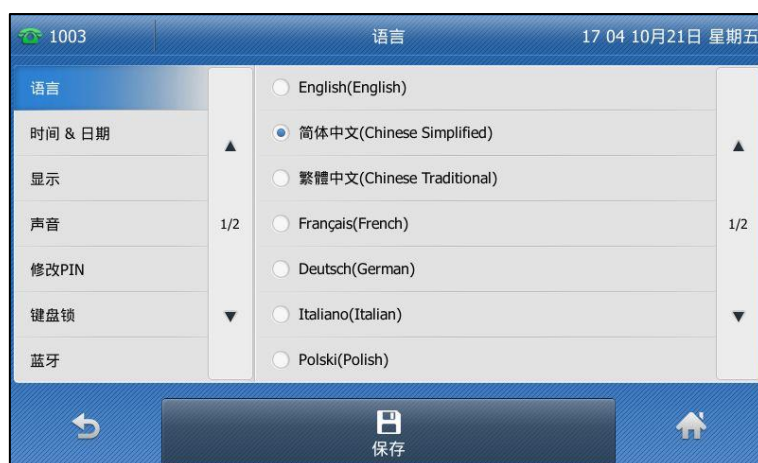 1003 语言 17 04 10月21日 星期五
语言
时间 & 日期
显示
声音
修改PIN
键盘锁
蓝牙
1/2
English(English)
简体中文(Chinese Simplified)
繁體中文(Chinese Traditional)
Français(French)
Deutsch(German)
Italiano(Italian)
Polski(Polish)
1/2
保存